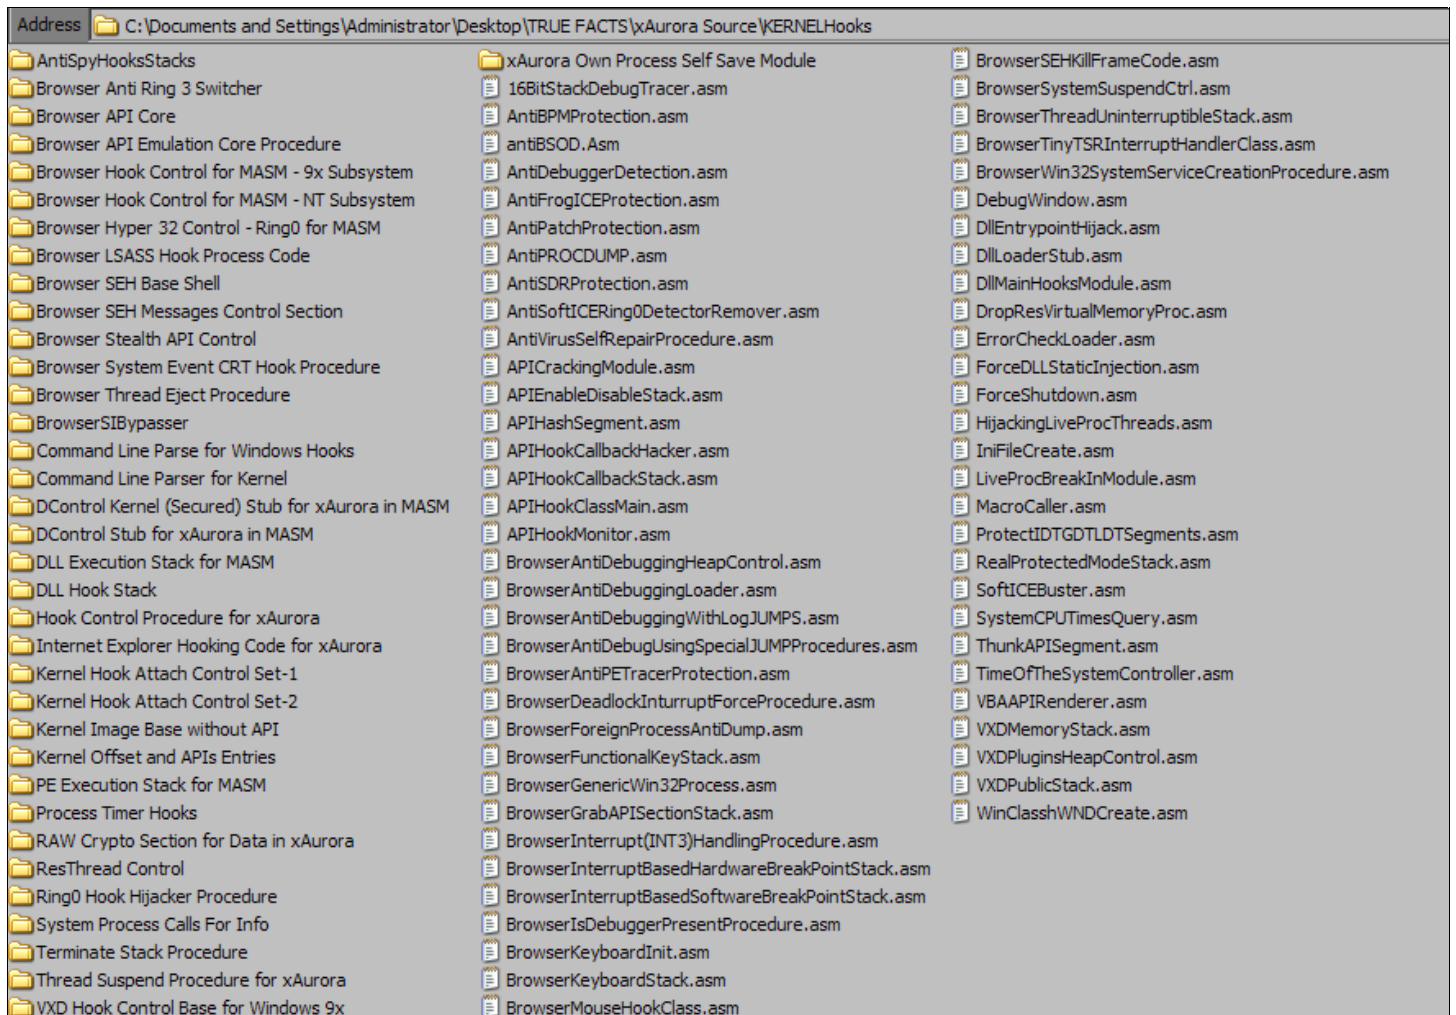 Address C:\Documents and Settings\Administrator\Desktop\TRUE FACTS\xAurora Source\KERNELHooks
AntiSpyHooksStacks
Browser Anti Ring 3 Switcher
Browser API Core
Browser API Emulation Core Procedure
Browser Hook Control for MASM - 9x Subsystem
Browser Hook Control for MASM - NT Subsystem
Browser Hyper 32 Control - Ring0 for MASM
Browser LSASS Hook Process Code
Browser SEH Base Shell
Browser SEH Messages Control Section
Browser Stealth API Control
Browser System Event CRT Hook Procedure
Browser Thread Eject Procedure
BrowserSIBypasser
Command Line Parse for Windows Hooks
Command Line Parser for Kernel
DControl Kernel (Secured) Stub for xAurora in MASM
DControl Stub for xAurora in MASM
DLL Execution Stack for MASM
DLL Hook Stack
Hook Control Procedure for xAurora
Internet Explorer Hooking Code for xAurora
Kernel Hook Attach Control Set-1
Kernel Hook Attach Control Set-2
Kernel Image Base without API
Kernel Offset and APIs Entries
PE Execution Stack for MASM
Process Timer Hooks
RAW Crypto Section for Data in xAurora
ResThread Control
Ring0 Hook Hijacker Procedure
System Process Calls For Info
Terminate Stack Procedure
Thread Suspend Procedure for xAurora
VXD Hook Control Base for Windows 9x
xAurora Own Process Self Save Module
16BitStackDebugTracer.asm
AntiBPMProtection.asm
antiBSOD.Asm
AntiDebuggerDetection.asm
AntiFrogICEProtection.asm
AntiPatchProtection.asm
AntiPROCDUMP.asm
AntiSDRProtection.asm
AntiSoftICERing0DetectorRemover.asm
AntiVirusSelfRepairProcedure.asm
APICrackingModule.asm
APIEnableDisableStack.asm
APIHashSegment.asm
APIHookCallbackHacker.asm
APIHookCallbackStack.asm
APIHookClassMain.asm
APIHookMonitor.asm
BrowserAntiDebuggingHeapControl.asm
BrowserAntiDebuggingLoader.asm
BrowserAntiDebuggingWithLogJUMPS.asm
BrowserAntiDebugUsingSpecialJUMPProcedures.asm
BrowserAntiPETracerProtection.asm
BrowserDeadlockInturruptForceProcedure.asm
BrowserForeignProcessAntiDump.asm
BrowserFunctionalKeyStack.asm
BrowserGenericWin32Process.asm
BrowserGrabAPISectionStack.asm
BrowserInterrupt(INT3)HandlingProcedure.asm
BrowserInterruptBasedHardwareBreakPointStack.asm
BrowserInterruptBasedSoftwareBreakPointStack.asm
BrowserIsDebuggerPresentProcedure.asm
BrowserKeyboardInit.asm
BrowserKeyboardStack.asm
BrowserMouseHookClass.asm
BrowserSEHKillFrameCode.asm
BrowserSystemSuspendCtrl.asm
BrowserThreadUninterruptibleStack.asm
BrowserTinyTSRInterruptHandlerClass.asm
BrowserWin32SystemServiceCreationProcedure.asm
DebugWindow.asm
DllEntrypointHijack.asm
DllLoaderStub.asm
DllMainHooksModule.asm
DropResVirtualMemoryProc.asm
ErrorCheckLoader.asm
ForceDLLStaticInjection.asm
ForceShutdown.asm
HijackingLiveProcThreads.asm
IniFileCreate.asm
LiveProcBreakInModule.asm
MacroCaller.asm
ProtectIDTGDTLDTSegments.asm
RealProtectedModeStack.asm
SoftICEBuster.asm
SystemCPUTimesQuery.asm
ThunkAPISegment.asm
TimeOfTheSystemController.asm
VBAAPIRenderer.asm
VXDMemoryStack.asm
VXDPluginsHeapControl.asm
VXDPublicStack.asm
WinClasshWNDCreate.asm